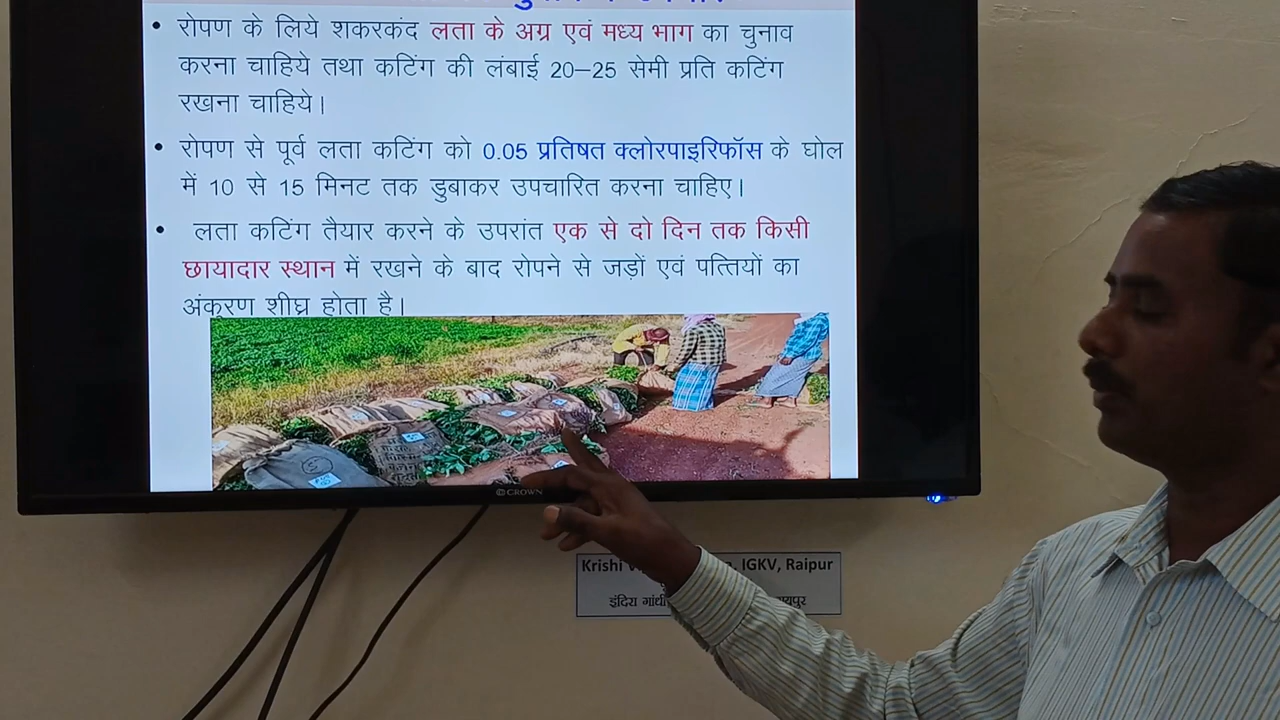 • रोपण के लिये शकरकंद लता के अग्र एवं मध्य भाग का चुनाव
करना चाहिये तथा कटिंग की लंबाई 20–25 सेमी प्रति कटिंग
रखना चाहिये।
• रोपण से पूर्व लता कटिंग को 0.05 प्रतिषत क्लोरपाइरिफॉस के घोल
में 10 से 15 मिनट तक डुबाकर उपचारित करना चाहिए।
• लता कटिंग तैयार करने के उपरांत एक से दो दिन तक किसी
छायादार स्थान में रखने के बाद रोपने से जड़ों एवं पत्तियों का
अंकुरण शीघ्र होता है।
CROWN
Krishi IGKV, Raipur
इंदिरा गांधी